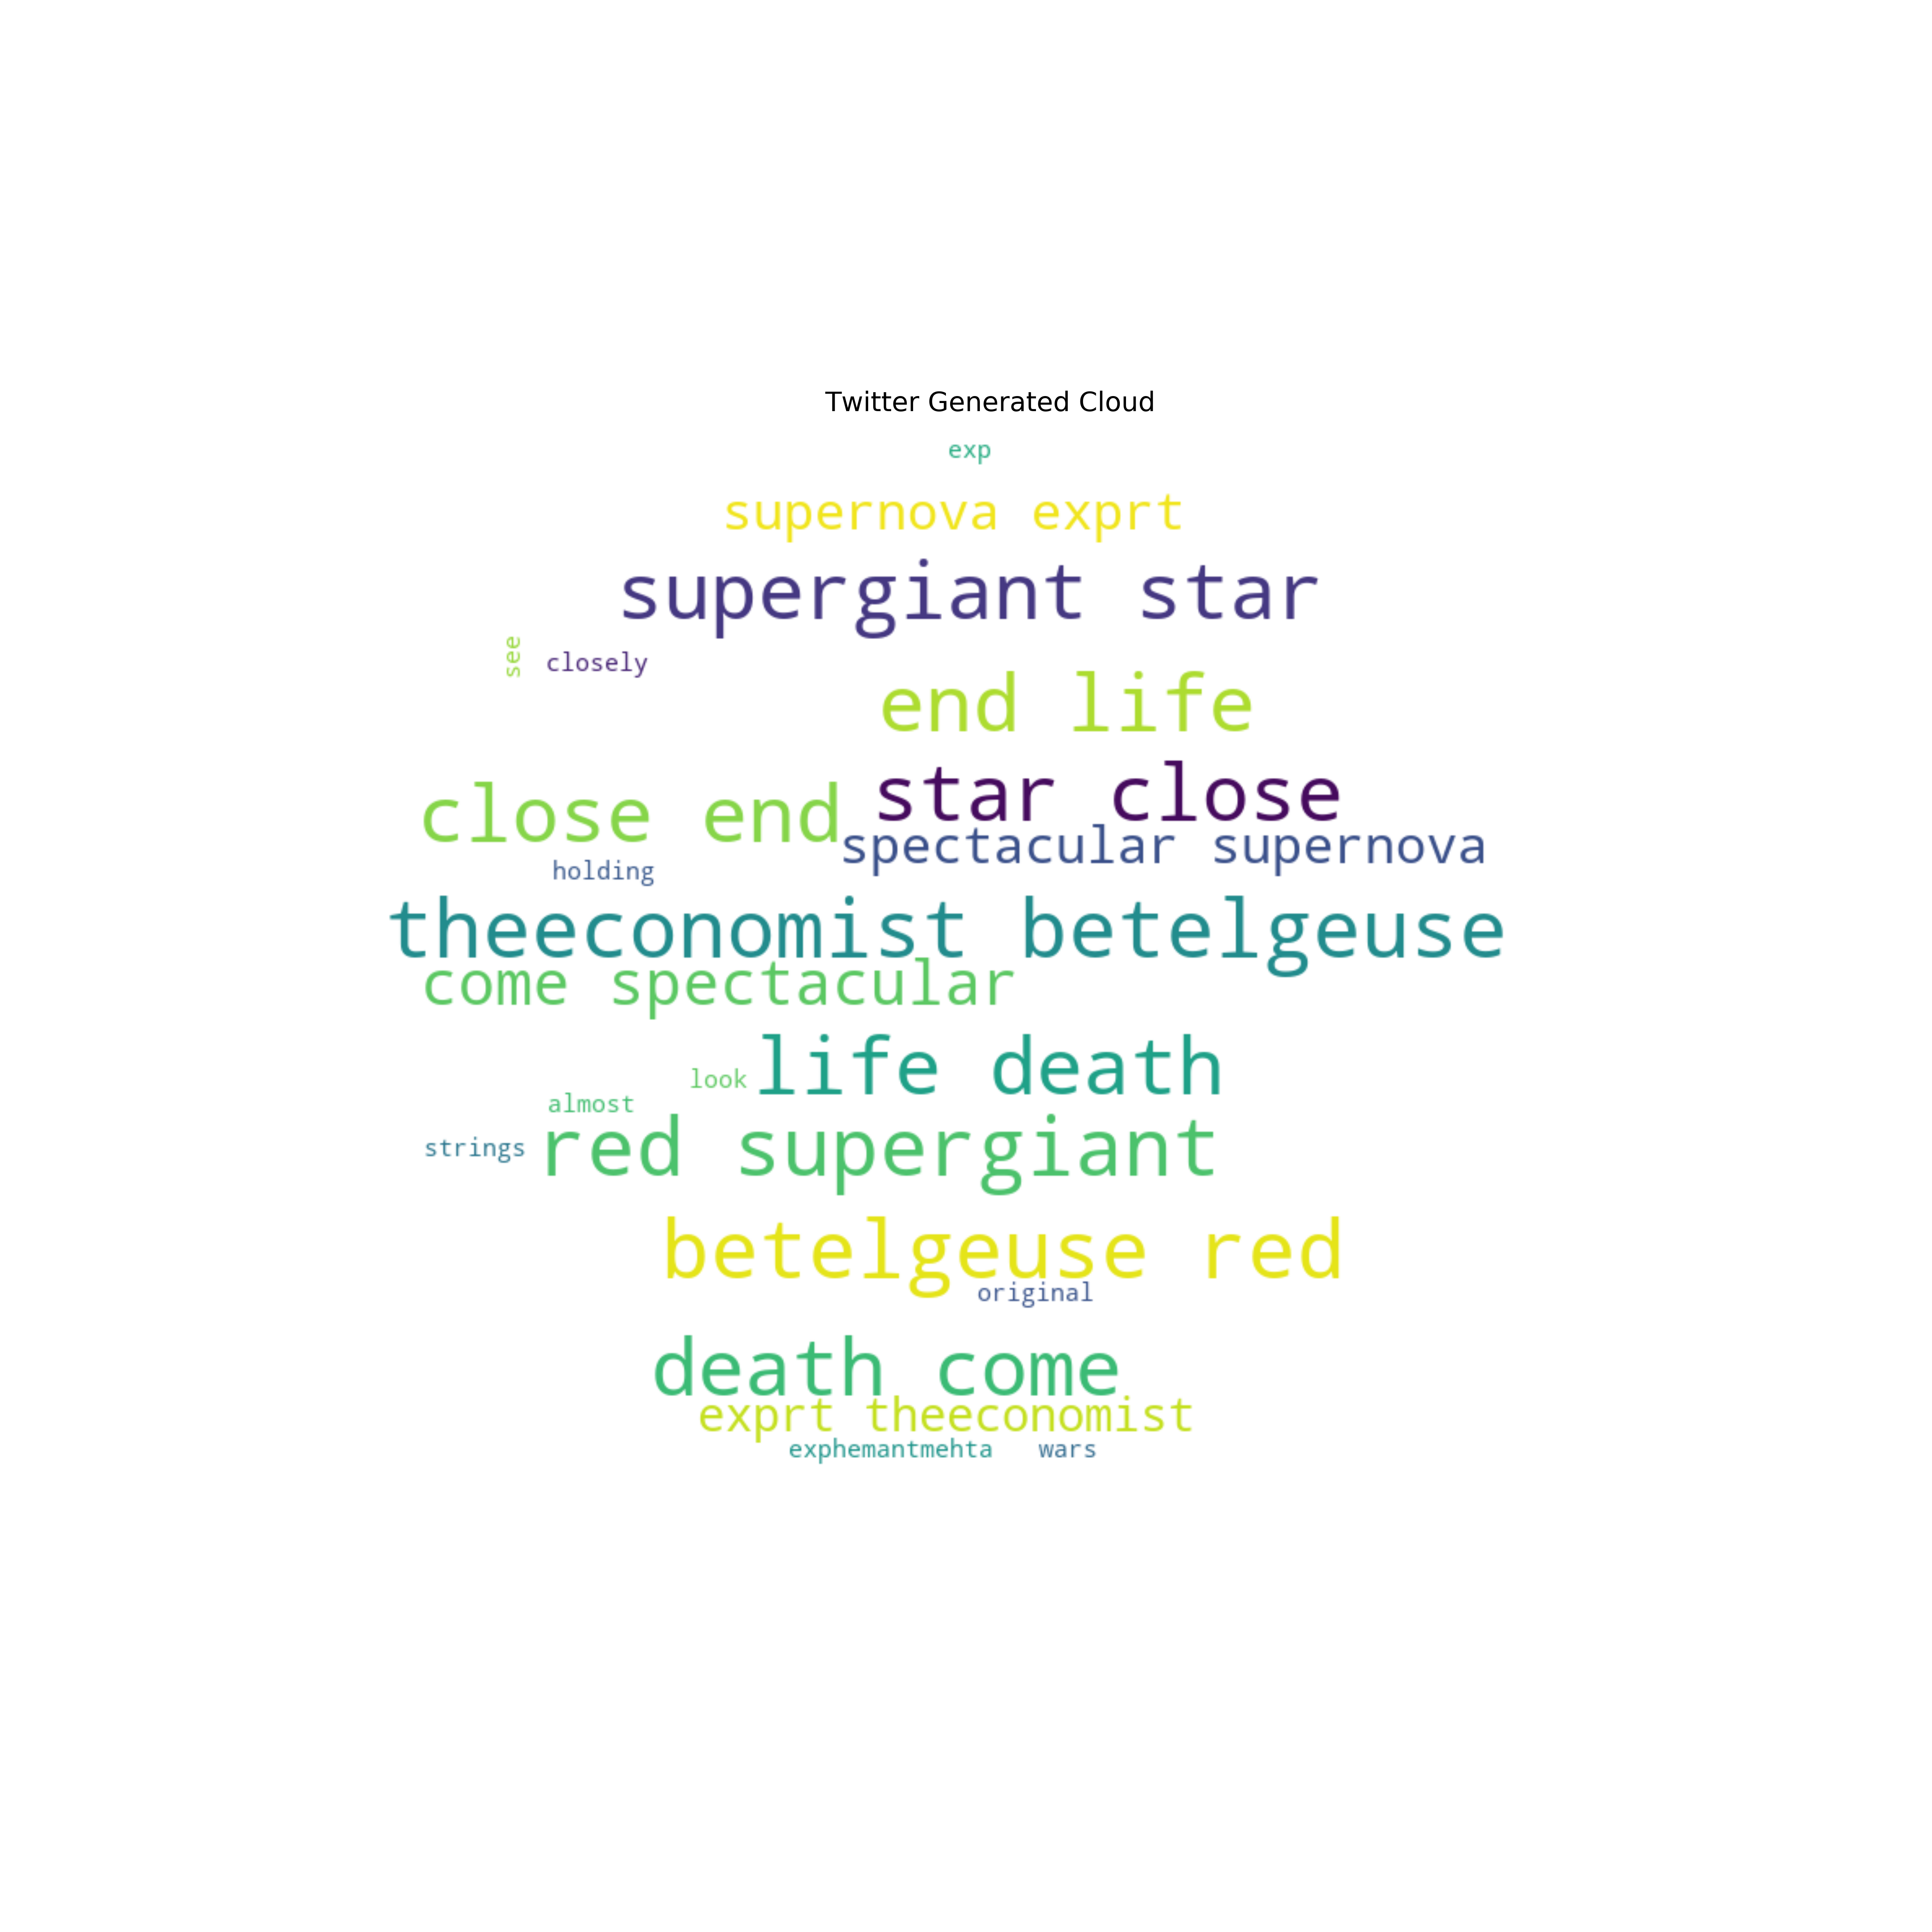 Twitter Generated Cloud
exp
supernova exprt
supergiant star
see
closely
end life
star close
close end
spectacular supernova
holding
theeconomist betelgeuse
come spectacular
life death
look
almost
strings
red supergiant
betelgeuse red
original
death come
exprt theeconomist
exphemantmehta
wars